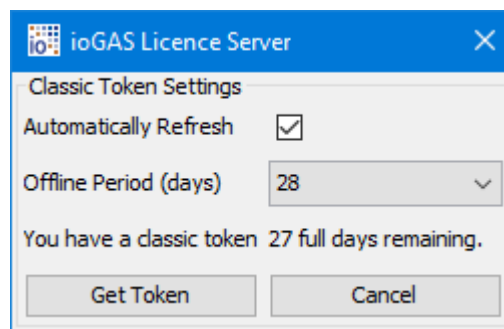 io ioGAS Licence Server
Classic Token Settings
Automatically Refresh
Offline Period (days) 28
You have a classic token 27 full days remaining.
Get Token Cancel